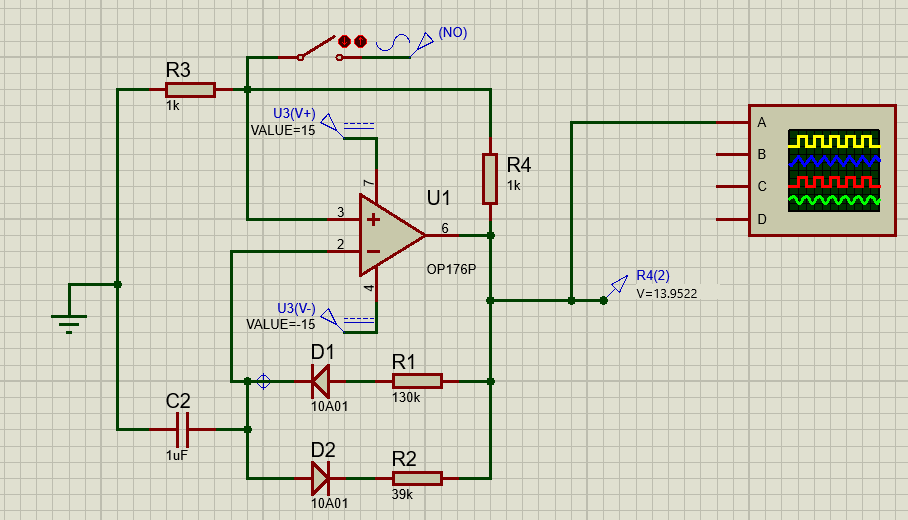 (NO)
R3
1k
U3(V+)
VALUE=15
7
R4
1k
A
B
C
D
U1
3
2
6
OP176P
4
R4(2)
V=13.9522
U3(V-)
VALUE=-15
D1
R1
10A01
130k
C2
1uF
D2
R2
10A01
39k